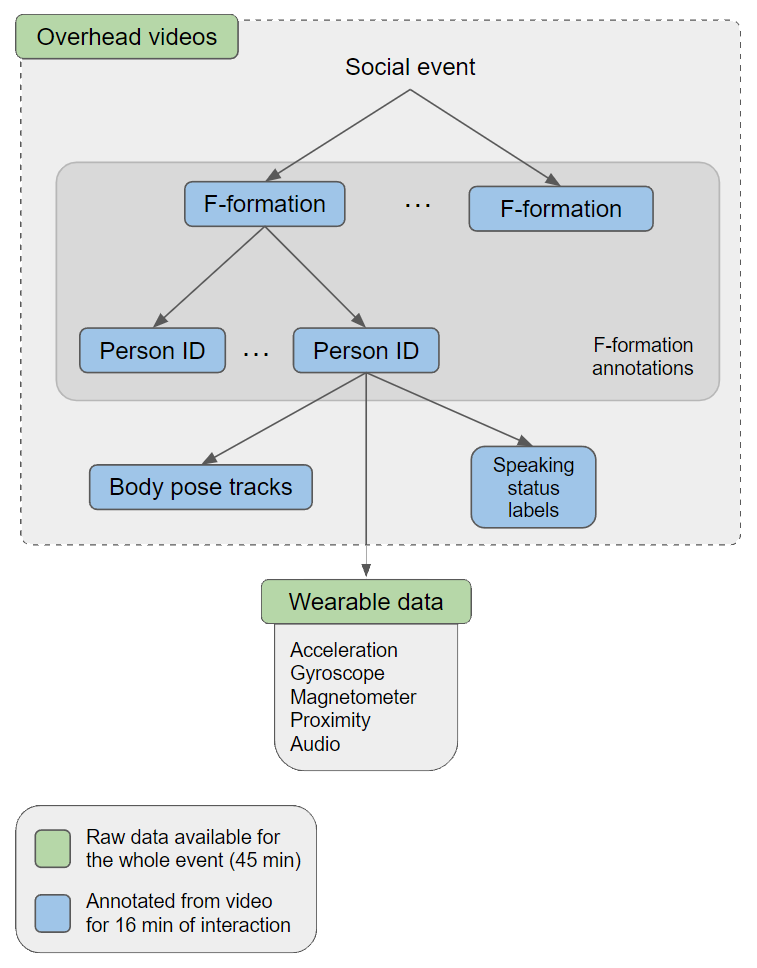 Overhead videos
Social event
F-formation
...
F-formation
Person ID
...
Person ID
F-formation
annotations
Body pose tracks
Speaking
status
labels
Wearable data
Acceleration
Gyroscope
Magnetometer
Proximity
Audio
Raw data available for
the whole event (45 min)
Annotated from video
for 16 min of interaction